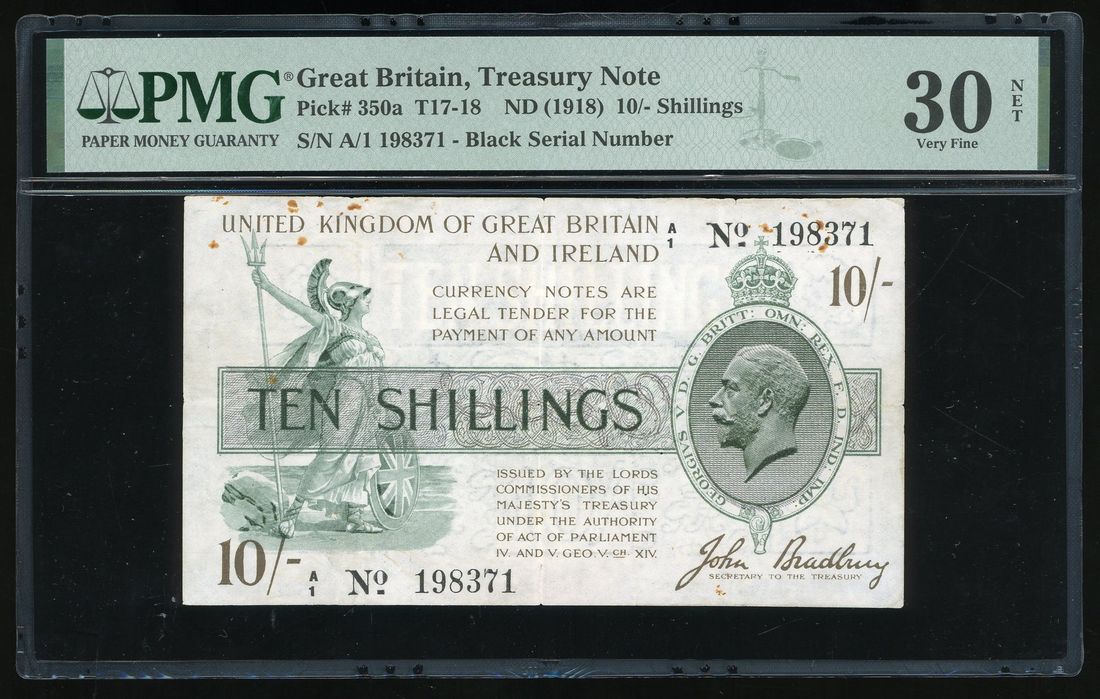 PMG®
PAPER MONEY GUARANTY
Great Britain, Treasury Note
Pick# 350a T17-18 ND (1918) 10/- Shillings
S/N A/1 198371 - Black Serial Number
30
NET
Very Fine
UNITED KINGDOM OF GREAT BRITAIN
AND IRELAND
A/1 No 198371
10/-
CURRENCY NOTES ARE
LEGAL TENDER FOR THE
PAYMENT OF ANY AMOUNT
TEN SHILLINGS
GEORGIVS V D. G. BRITT: OMN: REX F. D. IND: IMP:
ISSUED BY THE LORDS
COMMISSIONERS OF HIS
MAJESTY'S TREASURY
UNDER THE AUTHORITY
OF ACT OF PARLIAMENT
IV. AND V. GEO. V. CH. XIV.
John Bradbury
SECRETARY TO THE TREASURY
10/- A/1 No 198371